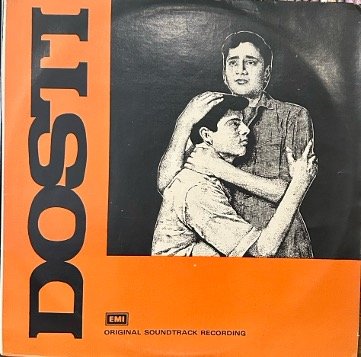 DOSTI
EMI
ORIGINAL SOUNDTRACK RECORDING